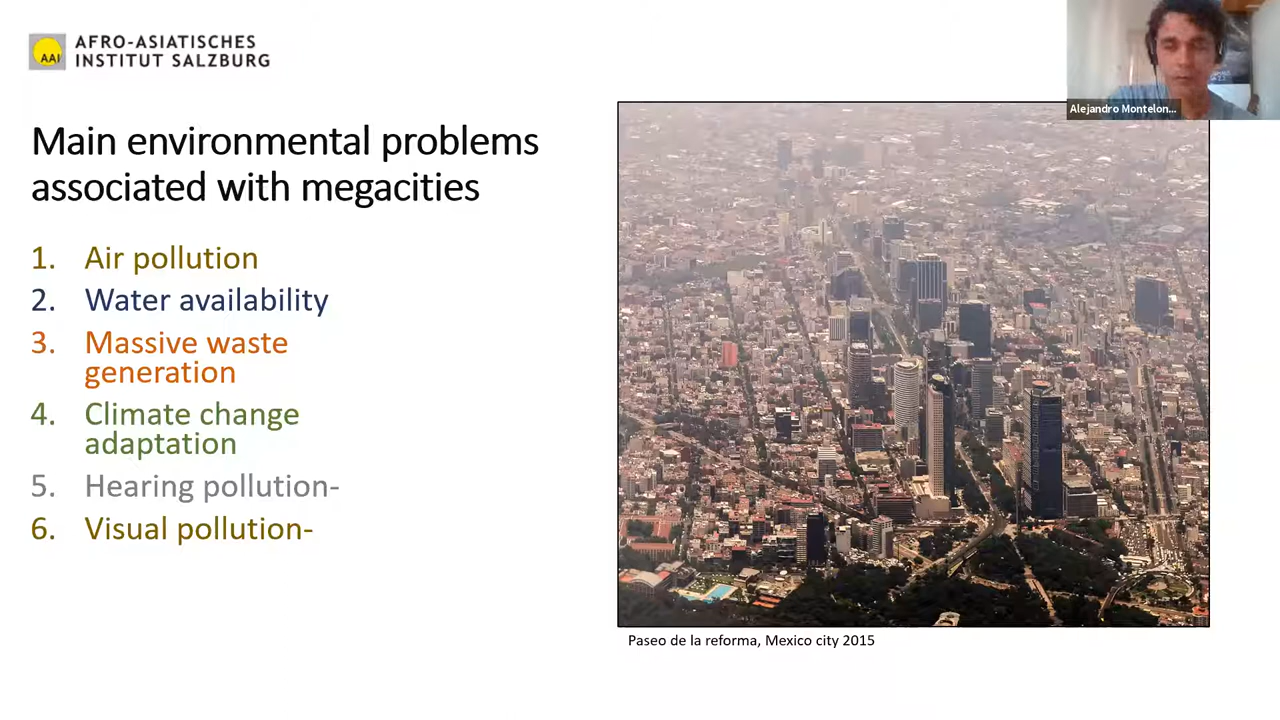 AFRO-ASIATISCHES
INSTITUT SALZBURG
AAI
Alejandro Montelon...
Main environmental problems
associated with megacities
1. Air pollution
2. Water availability
3. Massive waste
generation
4. Climate change
adaptation
5. Hearing pollution-
6. Visual pollution-
Paseo de la reforma, Mexico city 2015